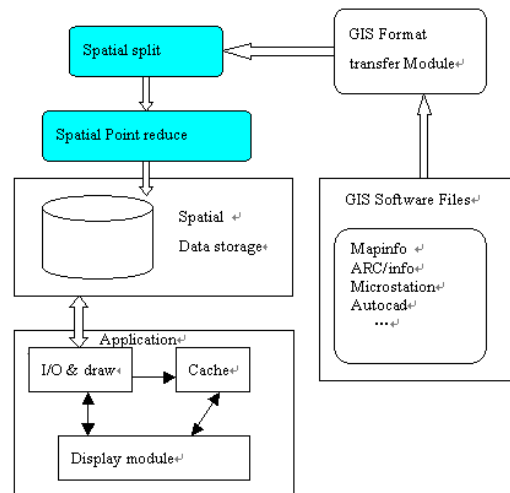 Spatial split
GIS Format
transfer Module
Spatial Point reduce
Spatial
Data storage
GIS Software Files
Mapinfo
ARC/info
Microstation
Autocad
...
Application
I/O & draw
Cache
Display module